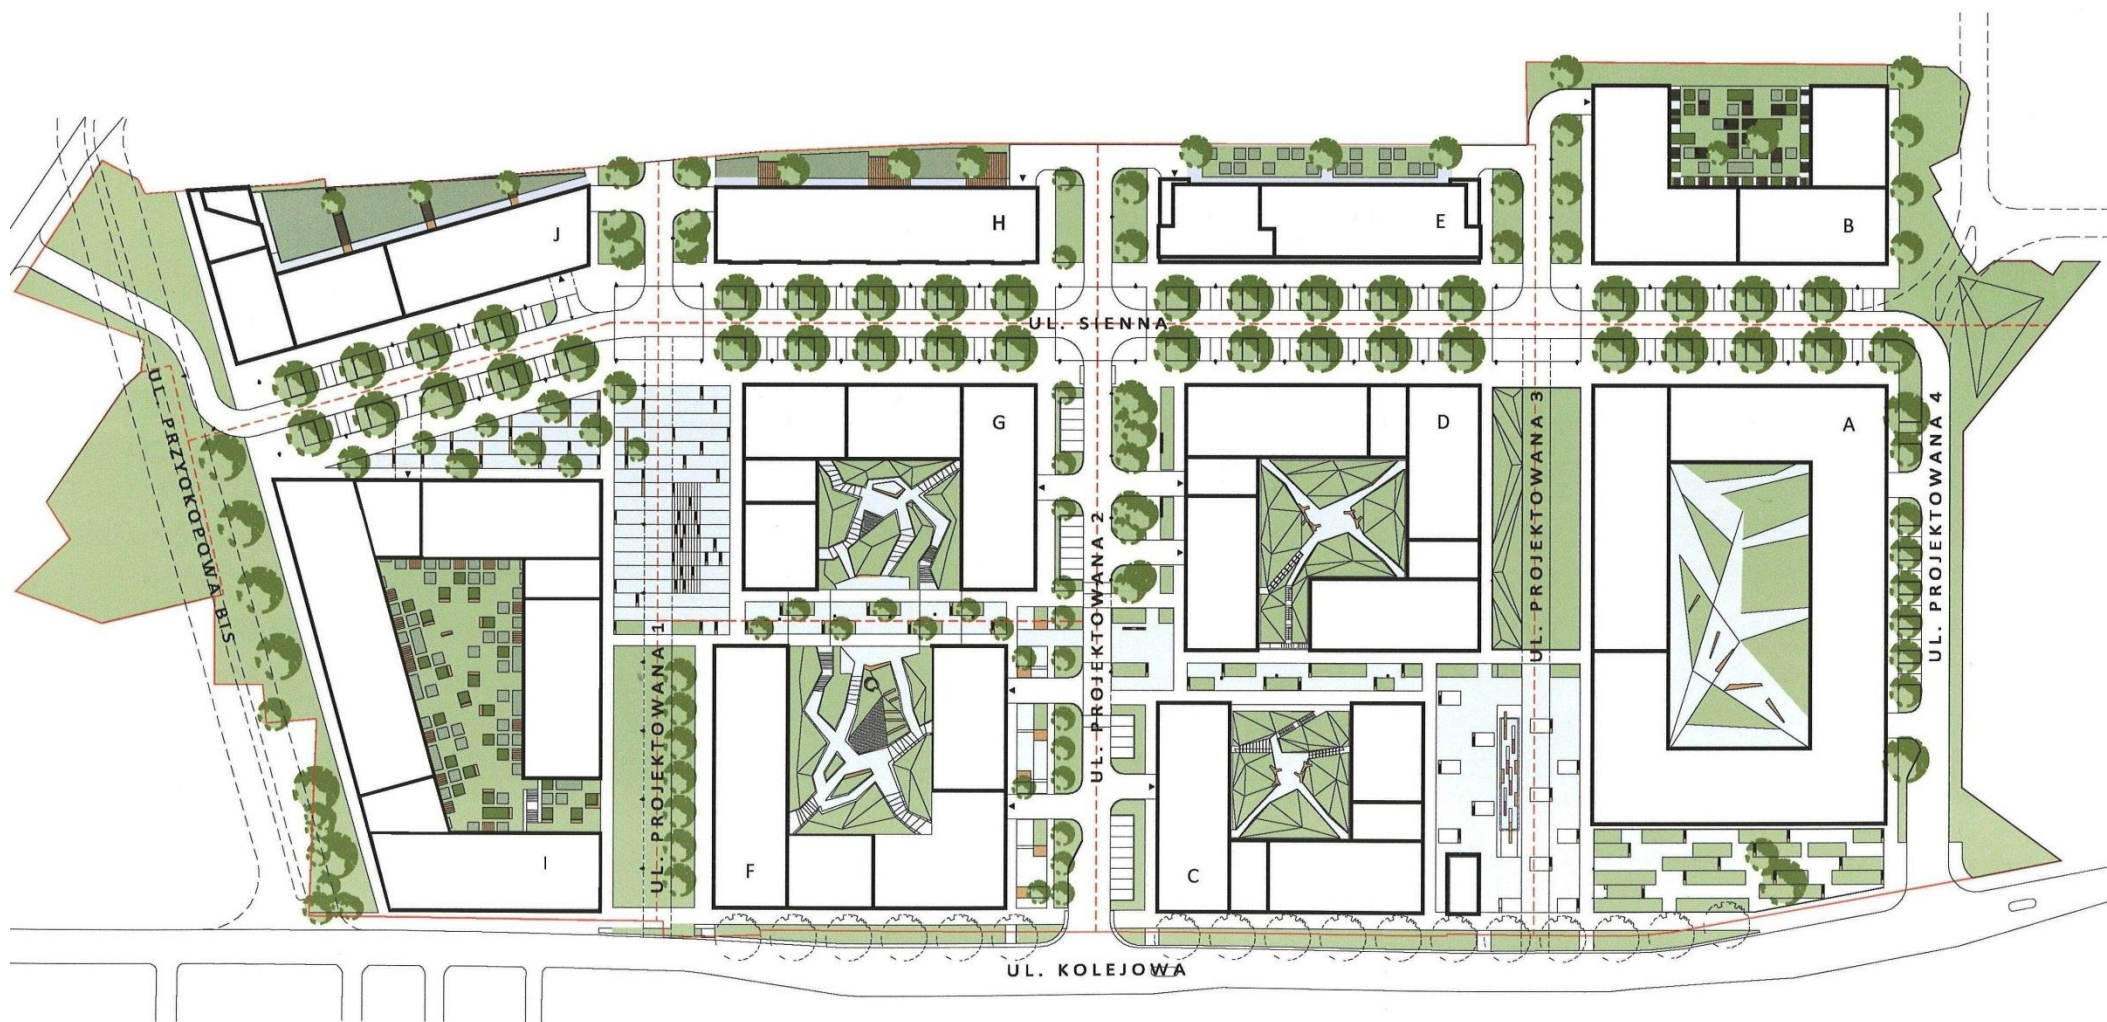 J
H
E
B
UL. SIENNA
G
D
A
UL. PRZYOKOPOWA BIS
UL. PROJEKTOWANA 1
UL. PROJEKTOWANA 2
UL. PROJEKTOWANA 3
UL. PROJEKTOWANA 4
I
F
C
UL. KOLEJOWA